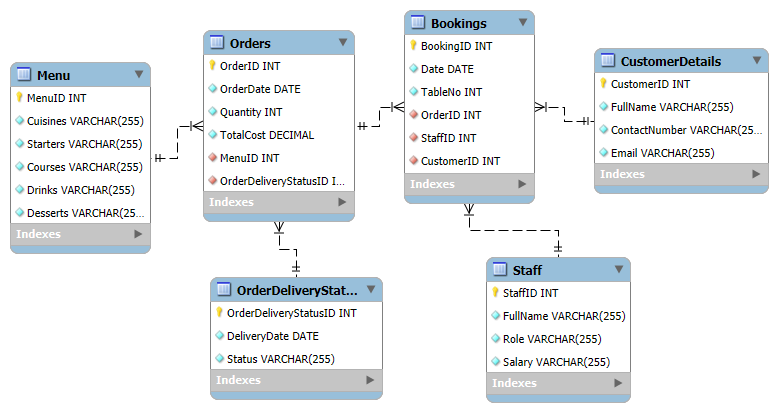 Menu
MenuID INT
Cuisines VARCHAR(255)
Starters VARCHAR(255)
Courses VARCHAR(255)
Drinks VARCHAR(255)
Desserts VARCHAR(25...
Indexes
Orders
OrderID INT
OrderDate DATE
Quantity INT
TotalCost DECIMAL
MenuID INT
OrderDeliveryStatusID I...
Indexes
Bookings
BookingID INT
Date DATE
TableNo INT
OrderID INT
StaffID INT
CustomerID INT
Indexes
CustomerDetails
CustomerID INT
FullName VARCHAR(255)
ContactNumber VARCHAR(25...
Email VARCHAR(255)
Indexes
OrderDeliveryStat...
OrderDeliveryStatusID INT
DeliveryDate DATE
Status VARCHAR(255)
Indexes
Staff
StaffID INT
FullName VARCHAR(255)
Role VARCHAR(255)
Salary VARCHAR(255)
Indexes